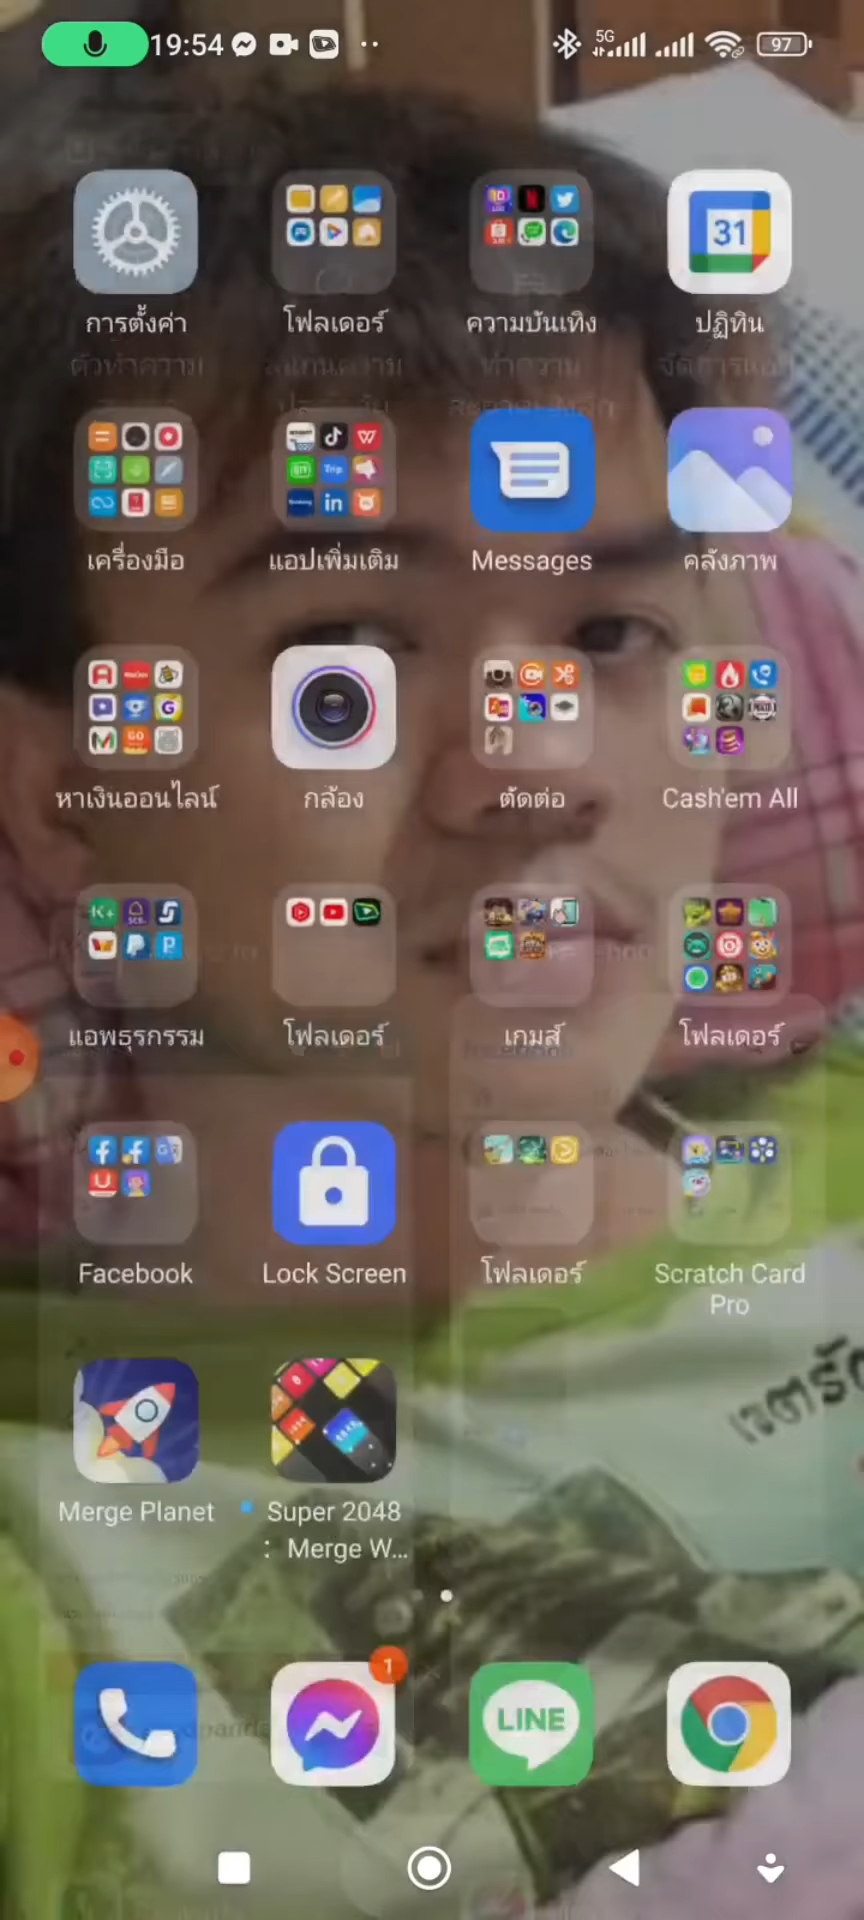 19:54 5G 97
31
การตั้งค่า โฟลเดอร์ ความบันเทิง ปฏิทิน
เครื่องมือ แอปเพิ่มเติม Messages คลังภาพ
หาเงินออนไลน์ กล้อง ตัดต่อ Cash'em All
แอพธุรกรรม โฟลเดอร์ เกมส์ โฟลเดอร์
Facebook Lock Screen โฟลเดอร์ Scratch Card
Pro
Merge Planet Super 2048
: Merge W...
1
LINE